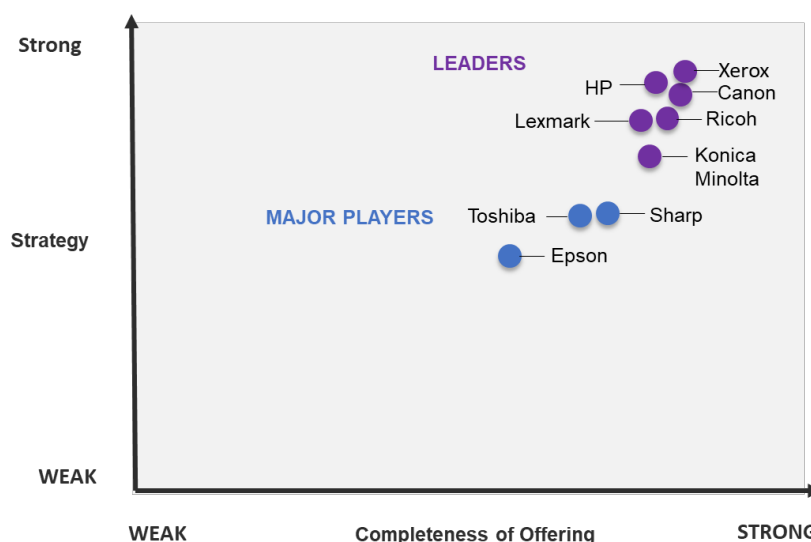 Strong
LEADERS
Xerox
HP
Canon
Lexmark
Ricoh
Konica
Minolta
MAJOR PLAYERS
Toshiba
Sharp
Strategy
Epson
WEAK
WEAK
Completeness of Offering
STRONG